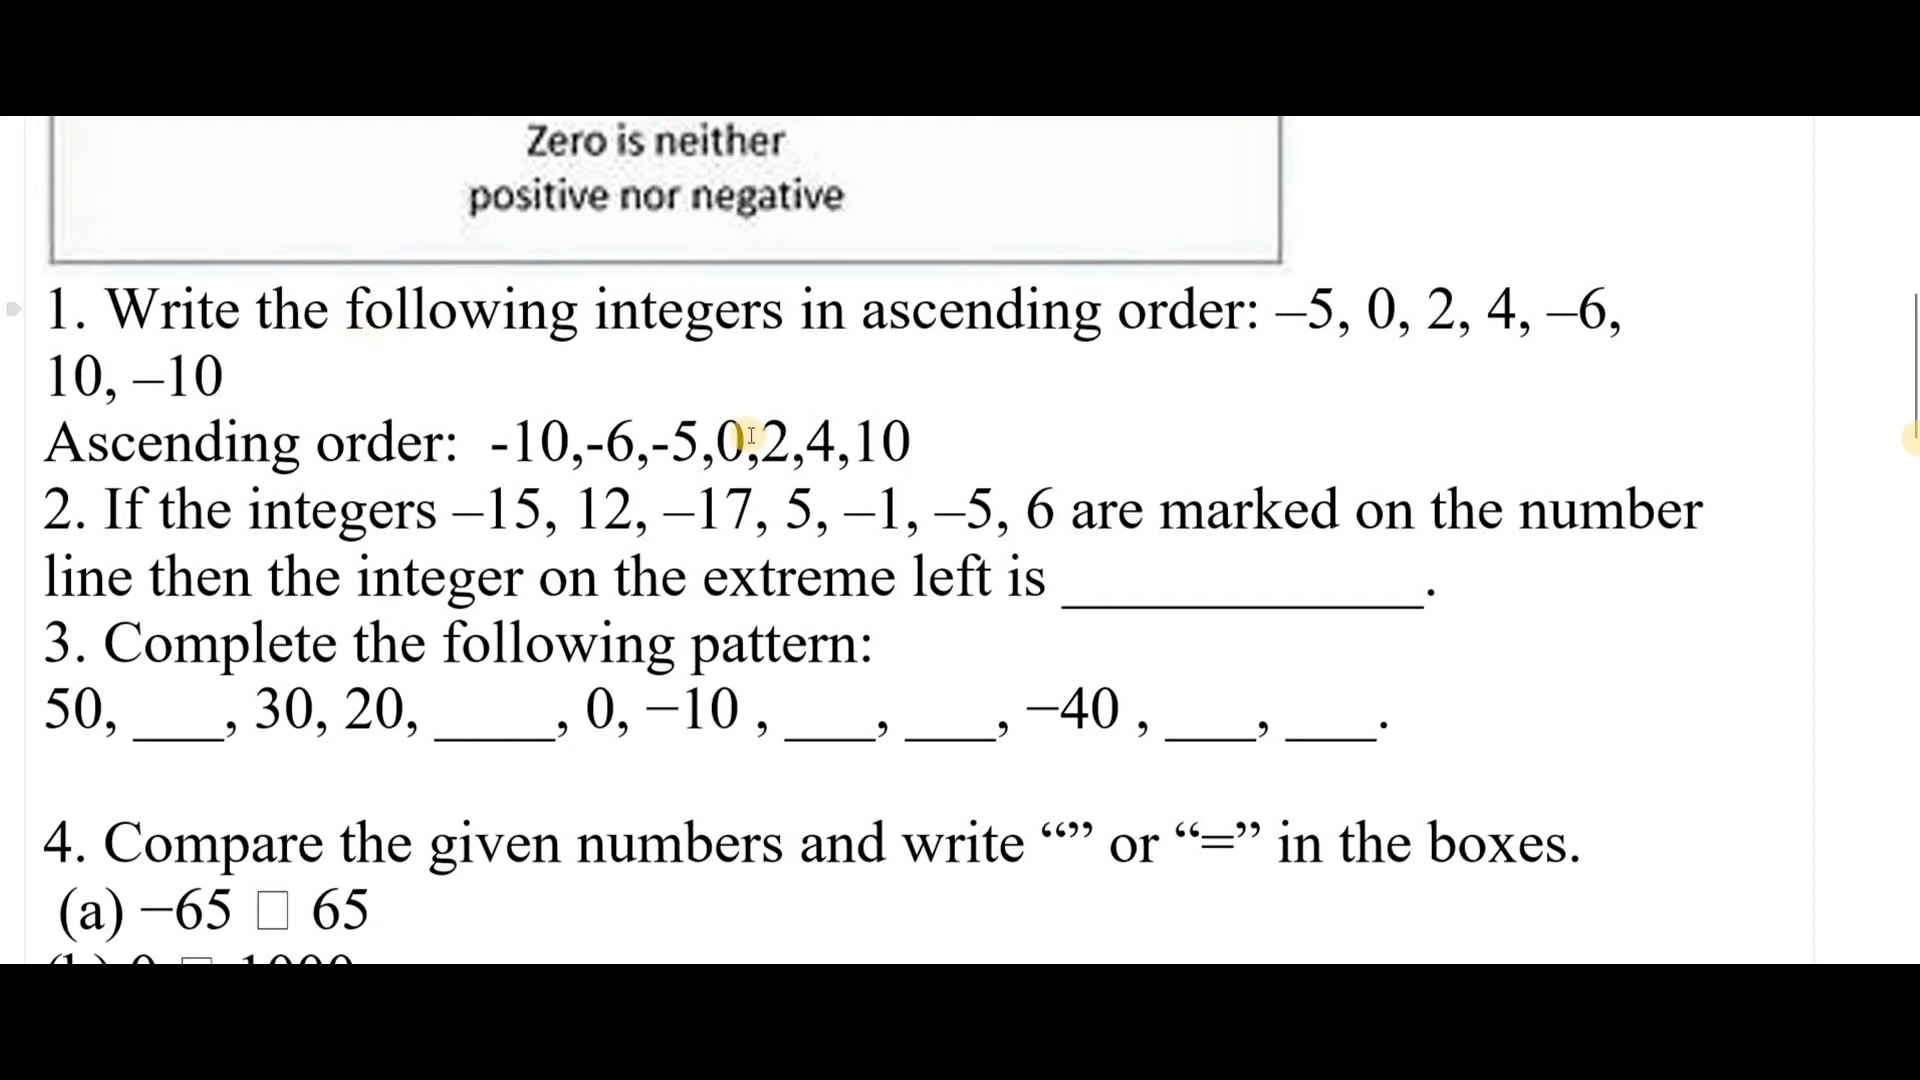 Zero is neither
positive nor negative
1. Write the following integers in ascending order: –5, 0, 2, 4, –6,
10, –10
Ascending order:  -10,-6,-5,0,2,4,10
2. If the integers –15, 12, –17, 5, –1, –5, 6 are marked on the number
line then the integer on the extreme left is ____________.
3. Complete the following pattern:
50, ___, 30, 20, ____, 0, −10 , ___, ___, −40 , ___, ___.
4. Compare the given numbers and write “” or “=” in the boxes.
(a) −65 □ 65